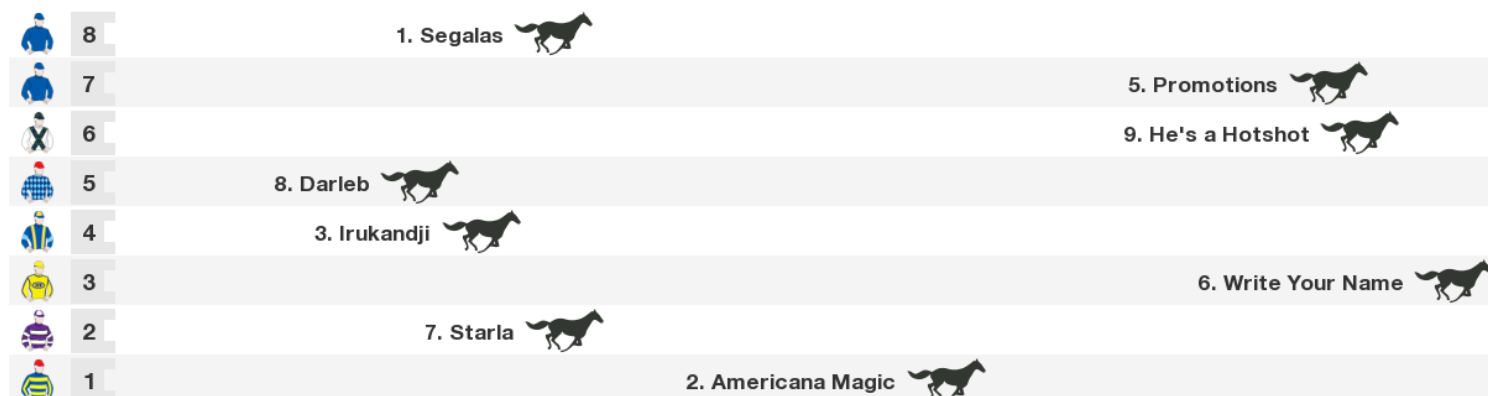 8 1. Segalas
7 5. Promotions
6 9. He's a Hotshot
5 8. Darleb
4 3. Irukandji
3 6. Write Your Name
2 7. Starla
1 2. Americana Magic